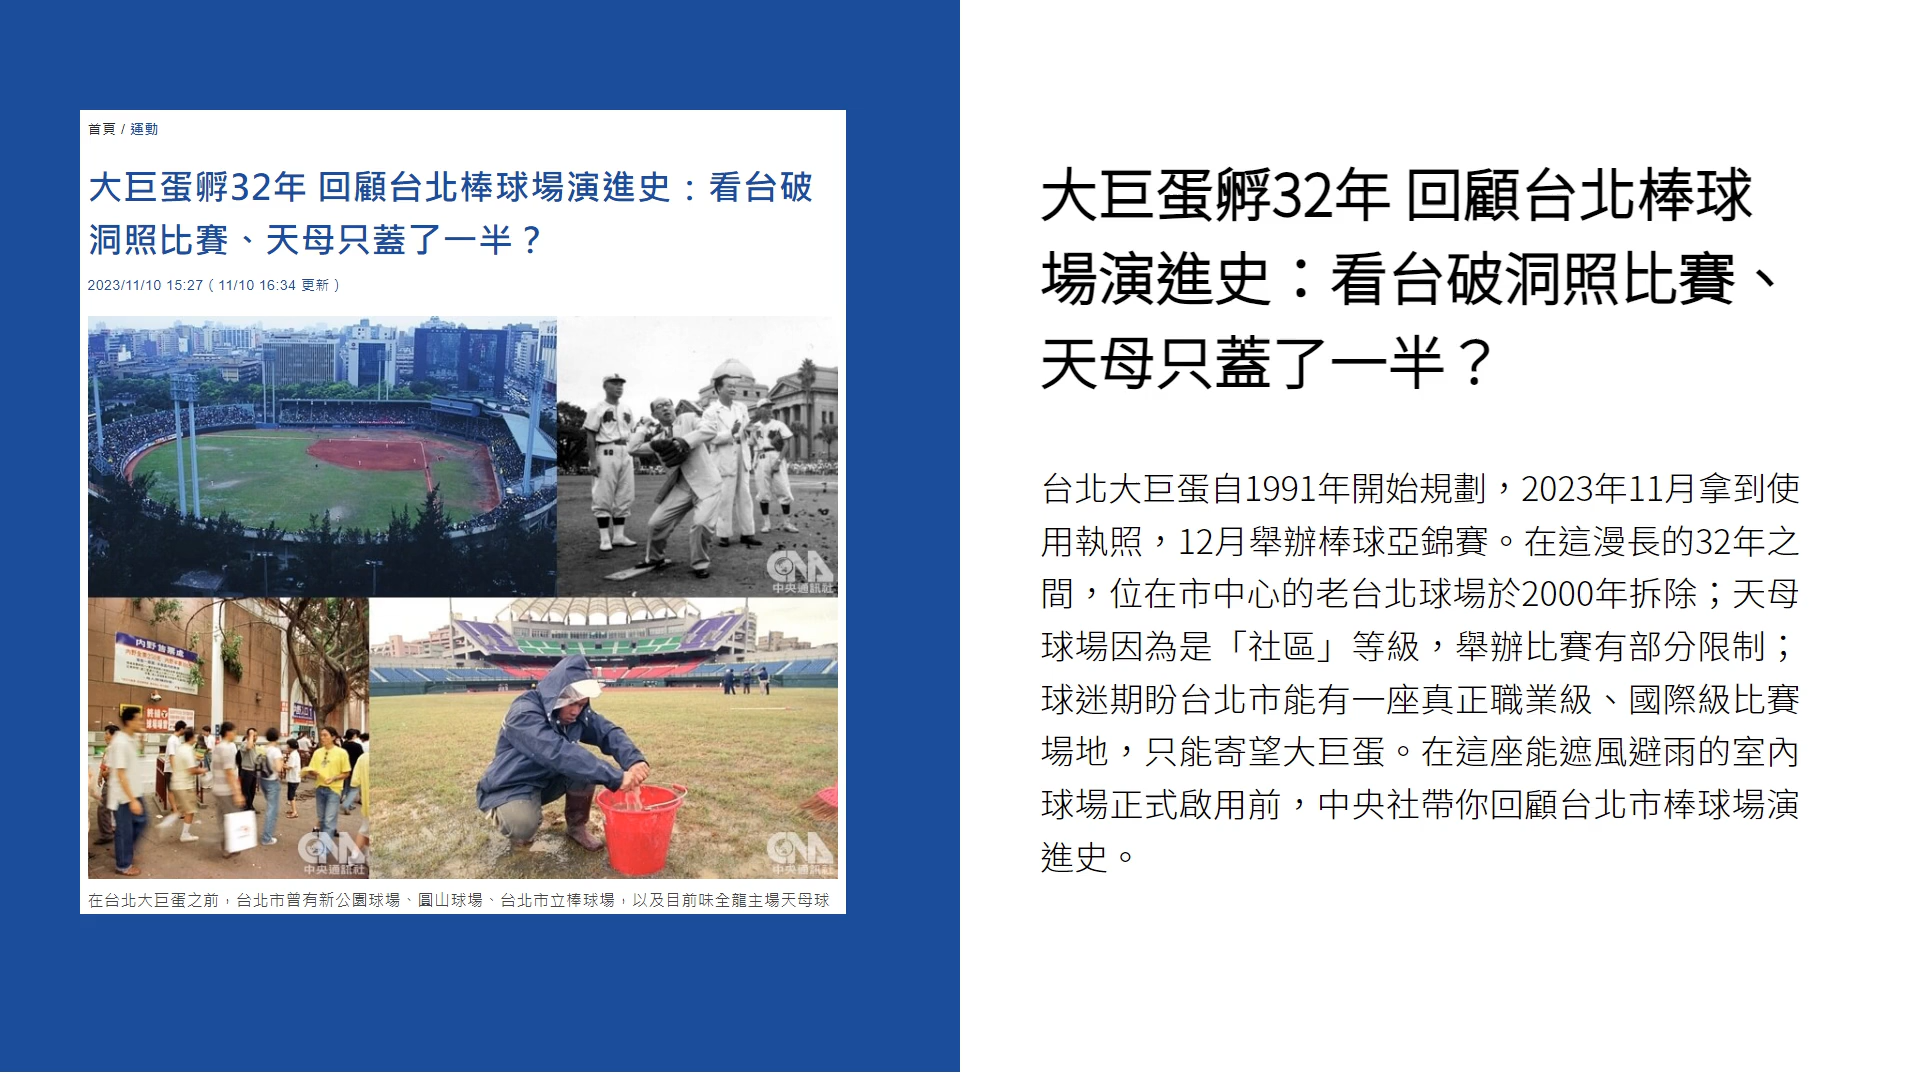 首頁 / 運動
大巨蛋孵32年 回顧台北棒球場演進史：看台破
洞照比賽、天母只蓋了一半？
2023/11/10 15:27（11/10 16:34 更新）
內野售票處
CNA
中央通訊社
CNA
中央通訊社
CNA
中央通訊社
在台北大巨蛋之前，台北市曾有新公園球場、圓山球場、台北市立棒球場，以及目前味全龍主場天母球
大巨蛋孵32年 回顧台北棒球
場演進史：看台破洞照比賽、
天母只蓋了一半？
台北大巨蛋自1991年開始規劃，2023年11月拿到使
用執照，12月舉辦棒球亞錦賽。在這漫長的32年之
間，位在市中心的老台北球場於2000年拆除；天母
球場因為是「社區」等級，舉辦比賽有部分限制；
球迷期盼台北市能有一座真正職業級、國際級比賽
場地，只能寄望大巨蛋。在這座能遮風避雨的室內
球場正式啟用前，中央社帶你回顧台北市棒球場演
進史。